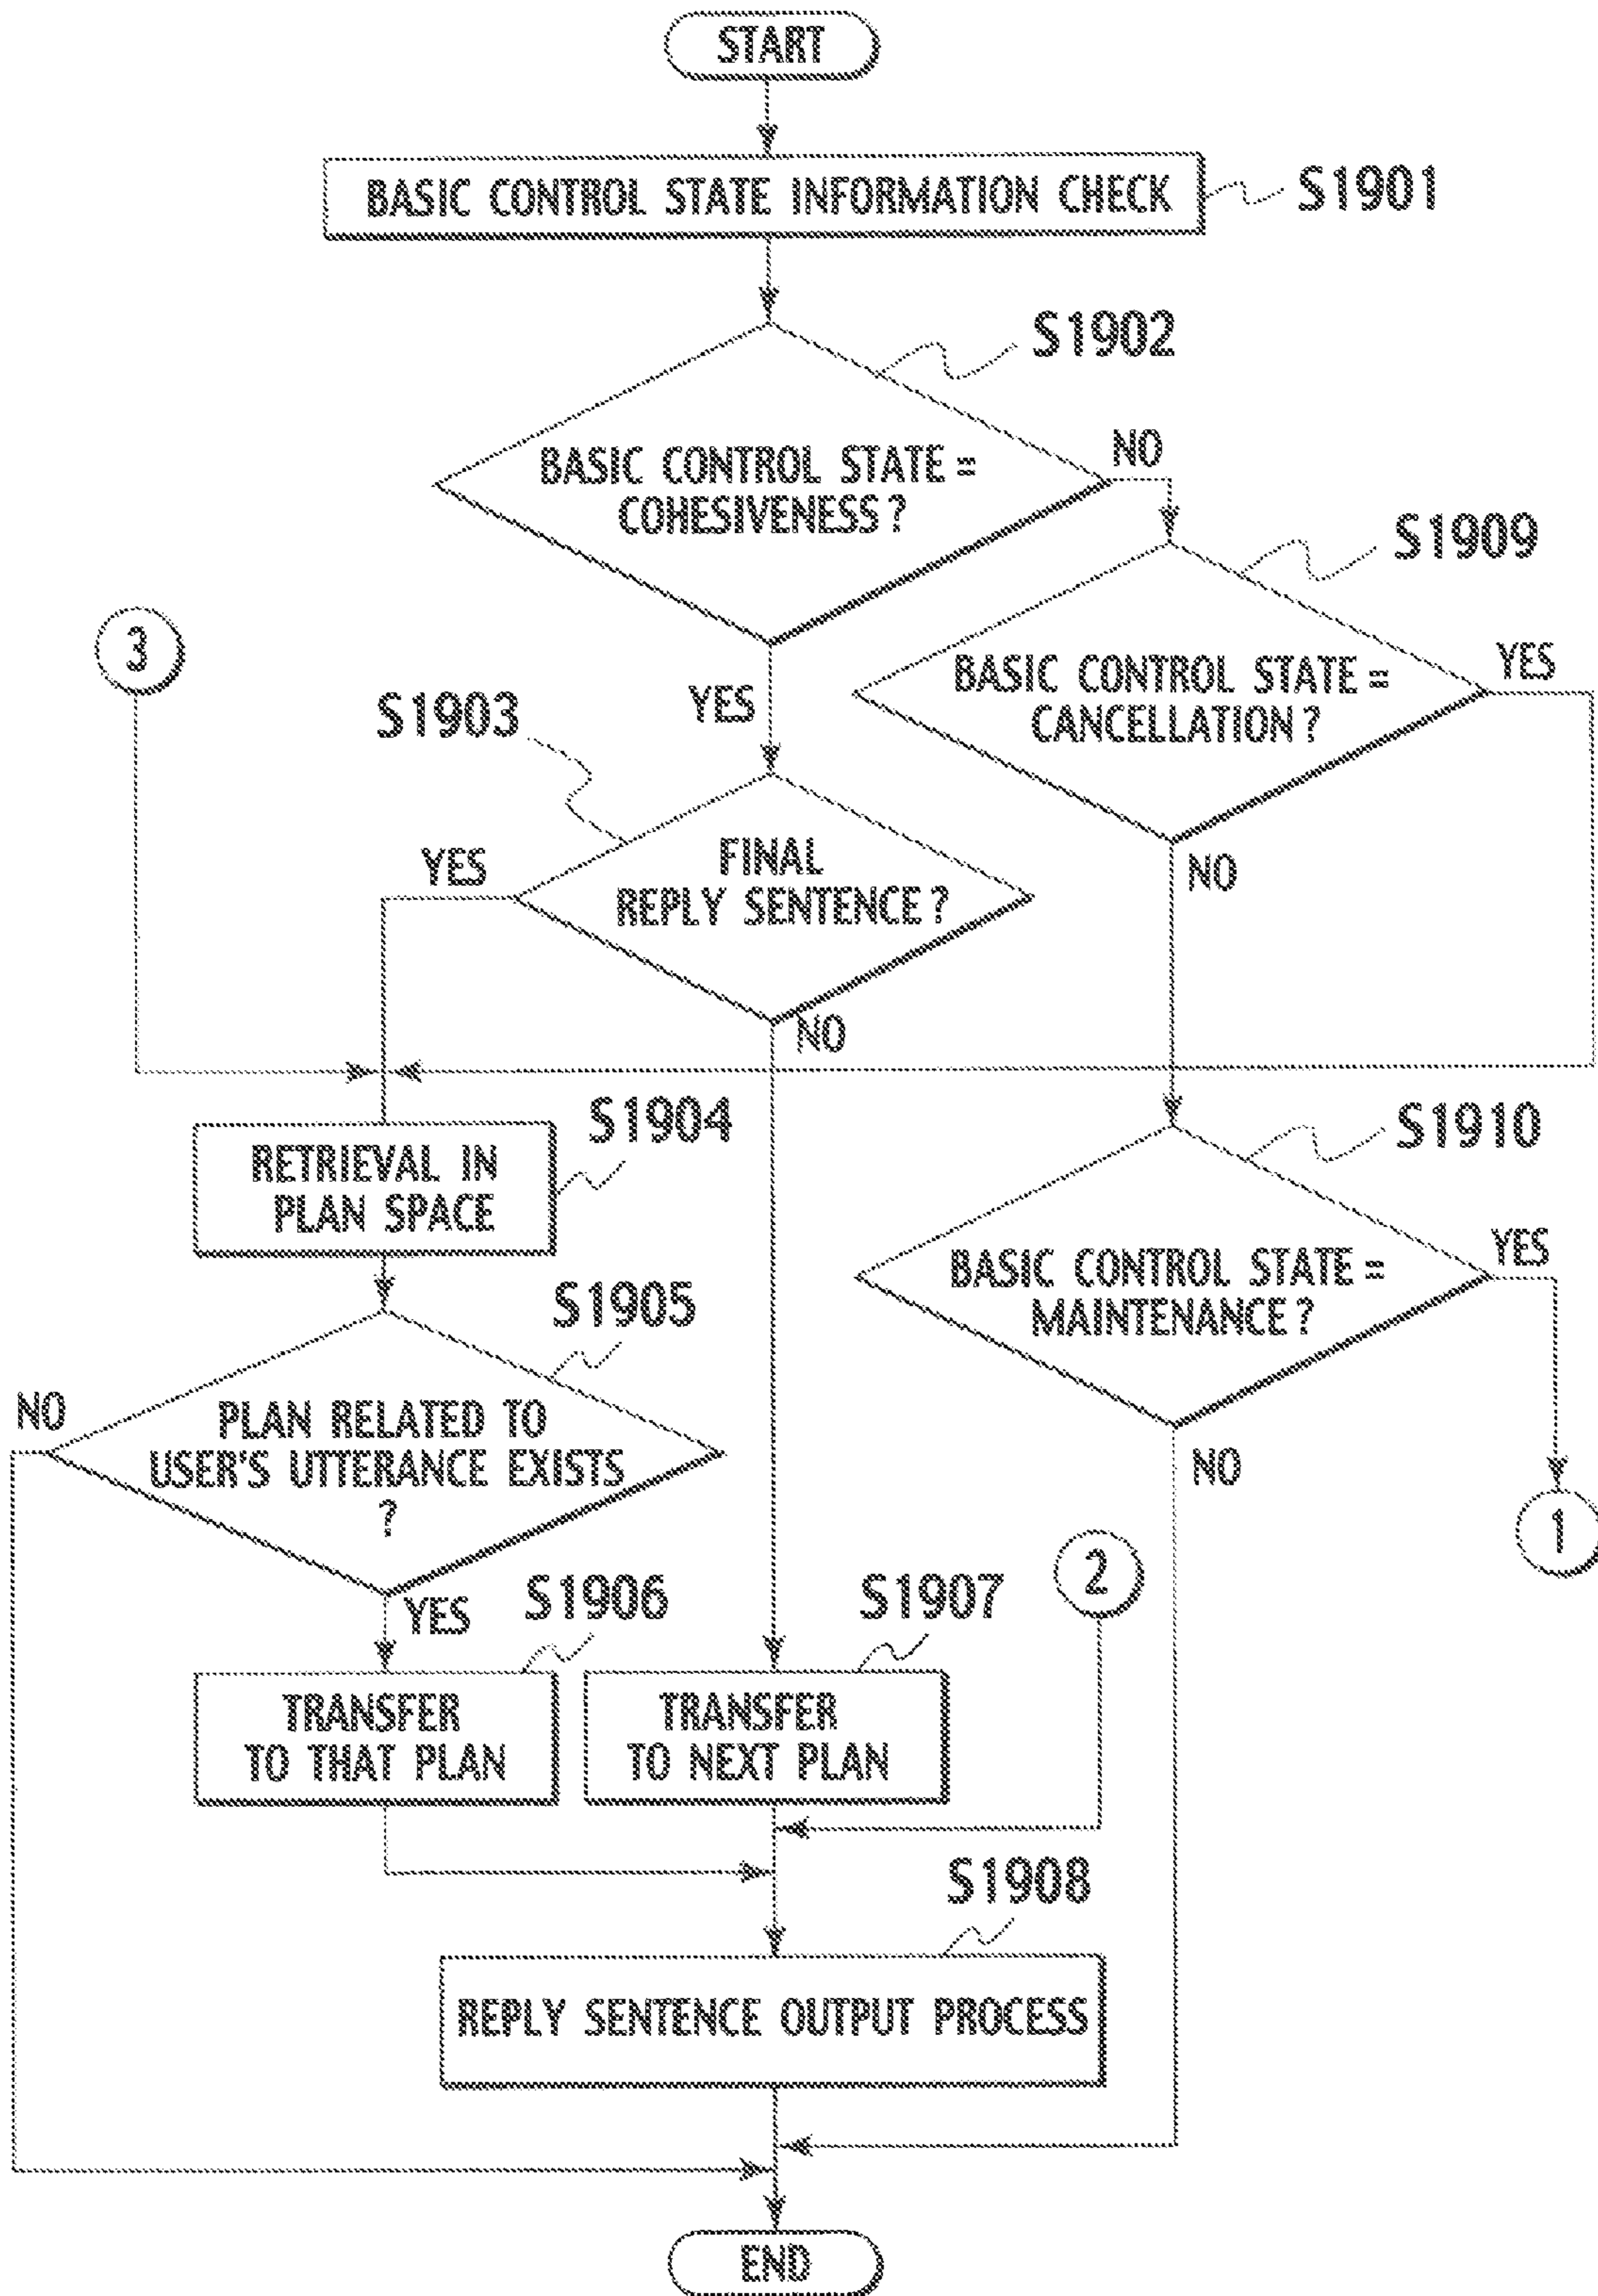 START
BASIC CONTROL STATE INFORMATION CHECK
S1901
S1902
BASIC CONTROL STATE =
COHESIVENESS ?
NO
S1909
3
BASIC CONTROL STATE =
CANCELLATION ?
YES
YES
S1903
NO
FINAL
REPLY SENTENCE ?
YES
NO
S1904
RETRIEVAL IN
PLAN SPACE
S1910
BASIC CONTROL STATE =
MAINTENANCE ?
YES
S1905
NO
PLAN RELATED TO
USER'S UTTERANCE EXISTS
?
NO
1
2
YES
S1906
S1907
TRANSFER
TO THAT PLAN
TRANSFER
TO NEXT PLAN
S1908
REPLY SENTENCE OUTPUT PROCESS
END